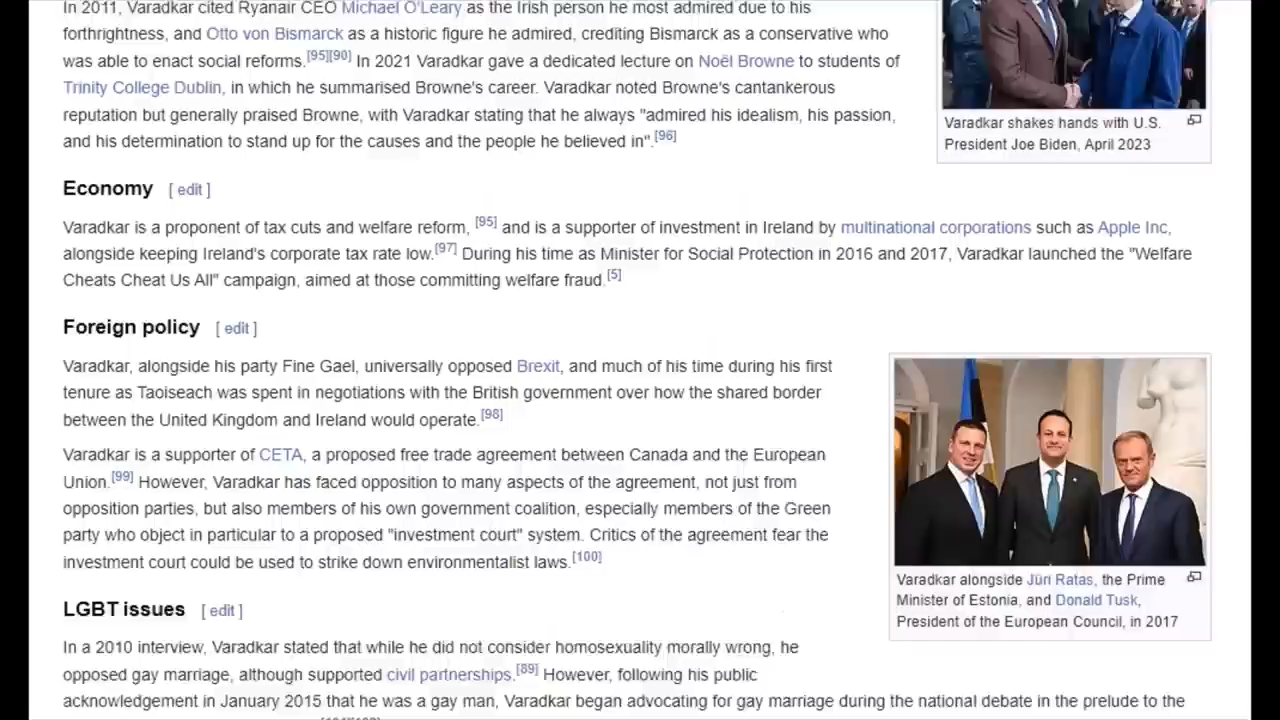 In 2011, Varadkar cited Ryanair CEO Michael O'Leary as the Irish person he most admired due to his
forthrightness, and Otto von Bismarck as a historic figure he admired, crediting Bismarck as a conservative who
was able to enact social reforms.[95][90] In 2021 Varadkar gave a dedicated lecture on Noël Browne to students of
Trinity College Dublin, in which he summarised Browne's career. Varadkar noted Browne's cantankerous
reputation but generally praised Browne, with Varadkar stating that he always "admired his idealism, his passion,
and his determination to stand up for the causes and the people he believed in".[96]
Varadkar shakes hands with U.S.
President Joe Biden, April 2023
Economy [ edit ]
Varadkar is a proponent of tax cuts and welfare reform, [95] and is a supporter of investment in Ireland by multinational corporations such as Apple Inc,
alongside keeping Ireland's corporate tax rate low.[97] During his time as Minister for Social Protection in 2016 and 2017, Varadkar launched the "Welfare
Cheats Cheat Us All" campaign, aimed at those committing welfare fraud.[5]
Foreign policy [ edit ]
Varadkar, alongside his party Fine Gael, universally opposed Brexit, and much of his time during his first
tenure as Taoiseach was spent in negotiations with the British government over how the shared border
between the United Kingdom and Ireland would operate.[98]
Varadkar is a supporter of CETA, a proposed free trade agreement between Canada and the European
Union.[99] However, Varadkar has faced opposition to many aspects of the agreement, not just from
opposition parties, but also members of his own government coalition, especially members of the Green
party who object in particular to a proposed "investment court" system. Critics of the agreement fear the
investment court could be used to strike down environmentalist laws.[100]
Varadkar alongside Jüri Ratas, the Prime
Minister of Estonia, and Donald Tusk,
President of the European Council, in 2017
LGBT issues [ edit ]
In a 2010 interview, Varadkar stated that while he did not consider homosexuality morally wrong, he
opposed gay marriage, although supported civil partnerships.[89] However, following his public
acknowledgement in January 2015 that he was a gay man, Varadkar began advocating for gay marriage during the national debate in the prelude to the